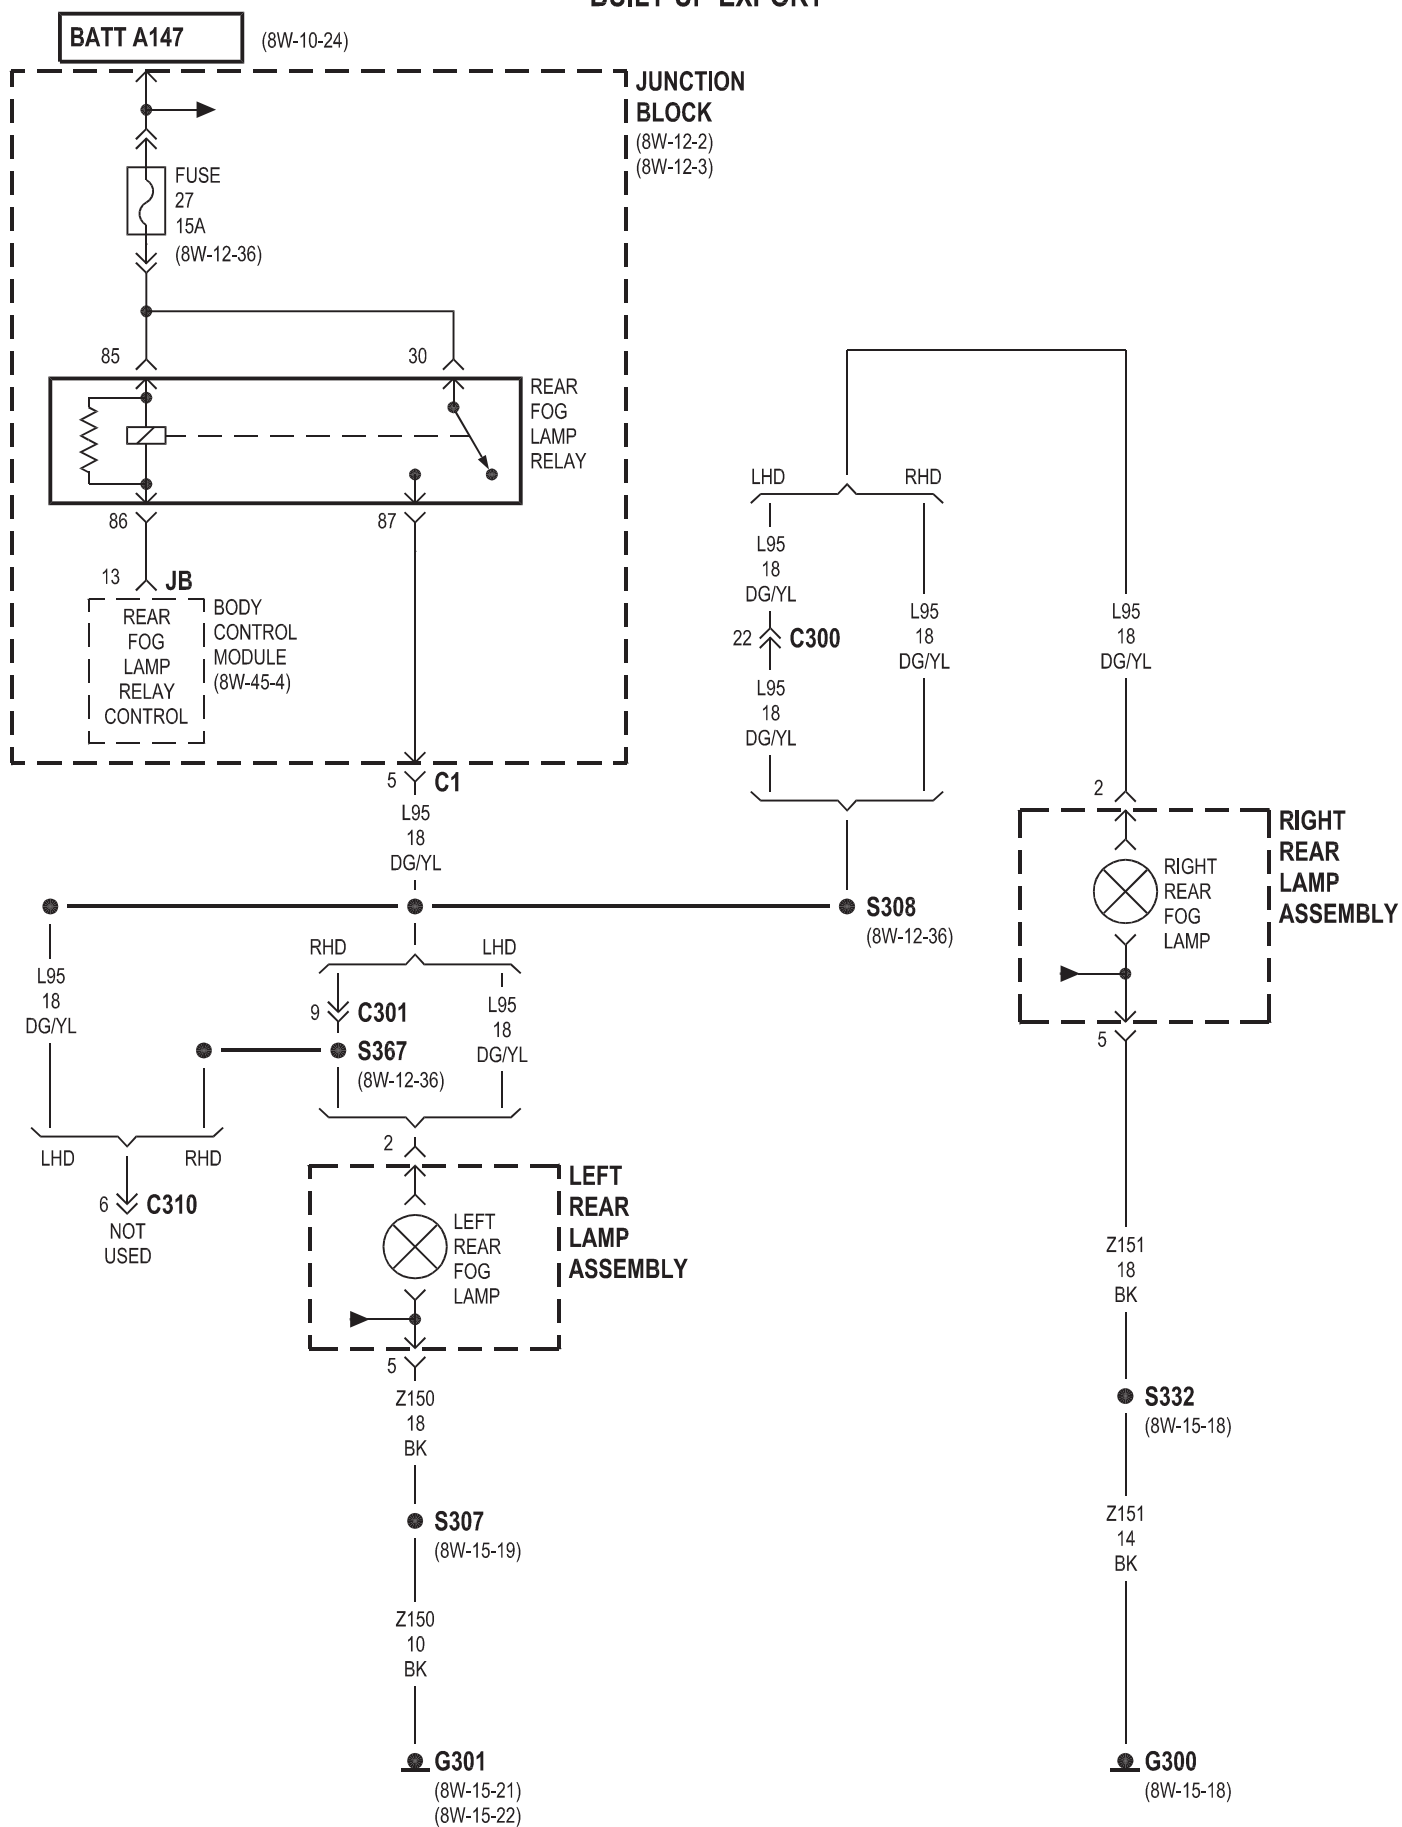 BUILT-UP-EXPORT
BATT A147
(8W-10-24)
JUNCTION
BLOCK
(8W-12-2)
(8W-12-3)
FUSE
27
15A
(8W-12-36)
85
30
REAR
FOG
LAMP
RELAY
86
87
13
JB
REAR
FOG
LAMP
RELAY
CONTROL
BODY
CONTROL
MODULE
(8W-45-4)
5
C1
L95
18
DG/YL
LHD
RHD
L95
18
DG/YL
22
C300
L95
18
DG/YL
L95
18
DG/YL
L95
18
DG/YL
2
RIGHT
REAR
FOG
LAMP
RIGHT
REAR
LAMP
ASSEMBLY
5
S308
(8W-12-36)
RHD
LHD
L95
18
DG/YL
9
C301
L95
18
DG/YL
S367
(8W-12-36)
LHD
RHD
6
C310
NOT
USED
2
LEFT
REAR
FOG
LAMP
LEFT
REAR
LAMP
ASSEMBLY
5
Z150
18
BK
S307
(8W-15-19)
Z150
10
BK
G301
(8W-15-21)
(8W-15-22)
Z151
18
BK
S332
(8W-15-18)
Z151
14
BK
G300
(8W-15-18)